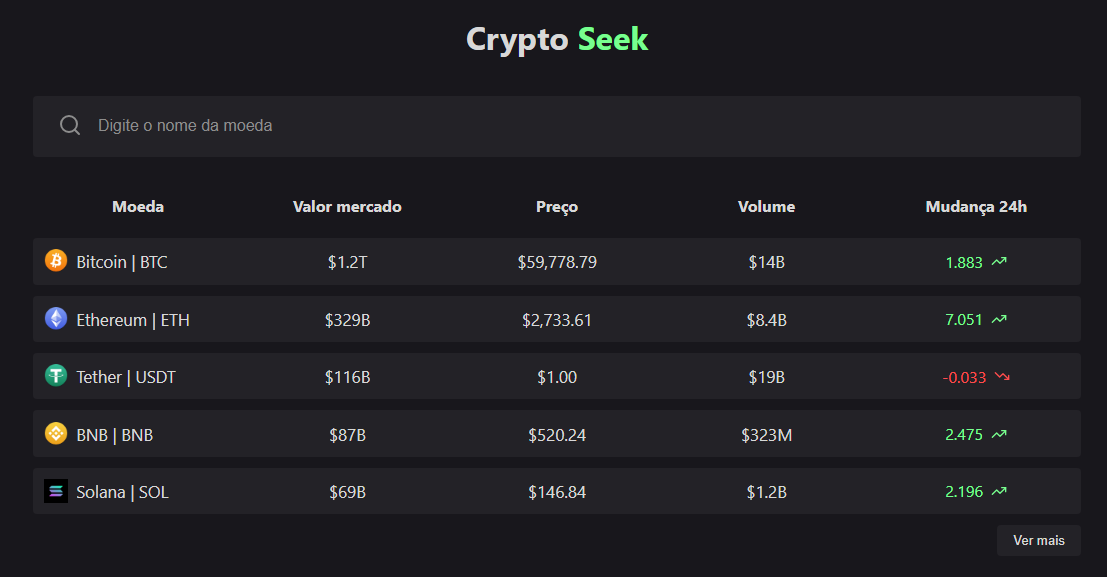 Crypto Seek
Digite o nome da moeda
Moeda Valor mercado Preço Volume Mudança 24h
Bitcoin | BTC $1.2T $59,778.79 $14B 1.883
Ethereum | ETH $329B $2,733.61 $8.4B 7.051
Tether | USDT $116B $1.00 $19B -0.033
BNB | BNB $87B $520.24 $323M 2.475
Solana | SOL $69B $146.84 $1.2B 2.196
Ver mais